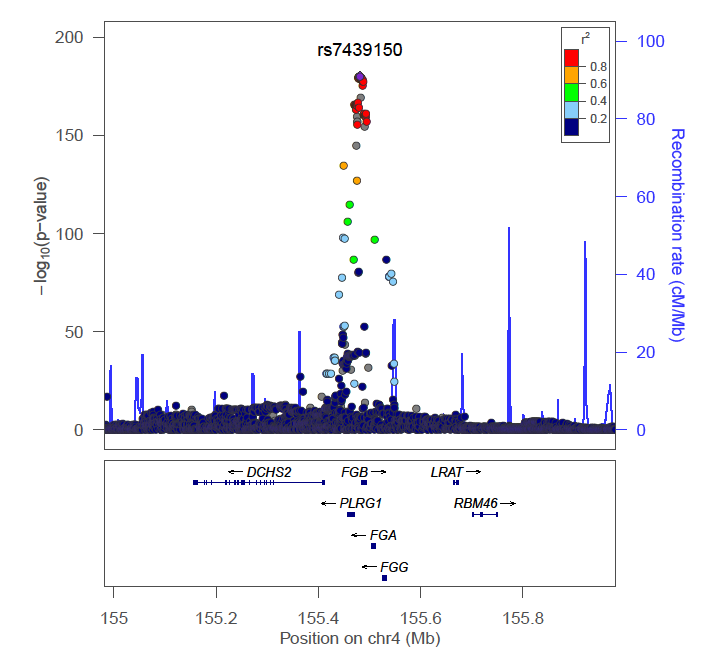 rs7439150
r2
0.8
0.6
0.4
0.2
200
150
100
50
0
−log10(p−value)
100
80
60
40
20
0
Recombination rate (cM/Mb)
DCHS2 FGB LRAT
PLRG1 RBM46
FGA
FGG
155 155.2 155.4 155.6 155.8
Position on chr4 (Mb)